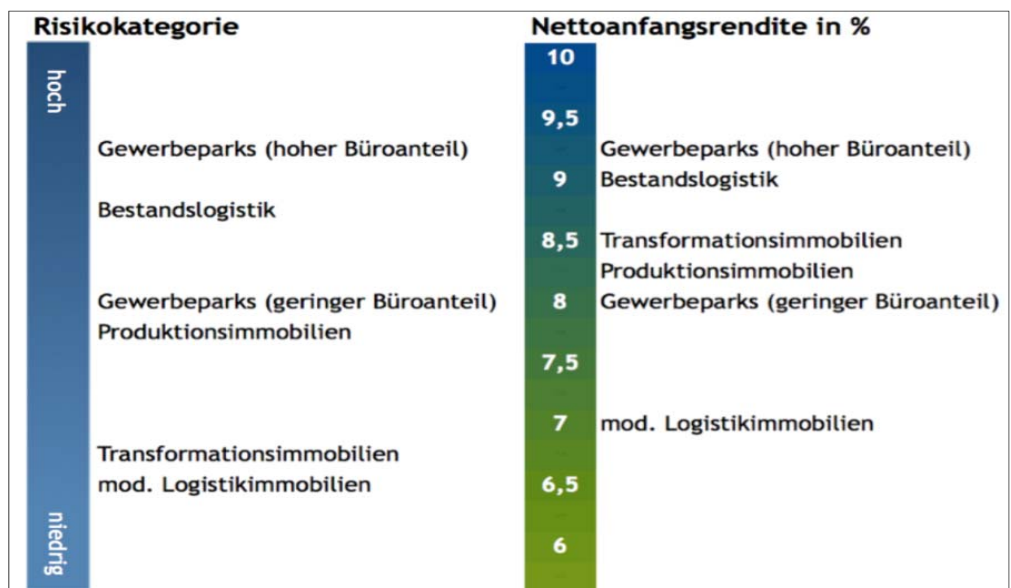 Risikokategorie
hoch
Gewerbeparks (hoher Büroanteil)
Bestandslogistik
Gewerbeparks (geringer Büroanteil)
Produktionsimmobilien
Transformationsimmobilien
mod. Logistikimmobilien
niedrig
Nettoanfangsrendite in %
10
9,5
Gewerbeparks (hoher Büroanteil)
9 Bestandslogistik
8,5 Transformationsimmobilien
Produktionsimmobilien
8 Gewerbeparks (geringer Büroanteil)
7,5
7 mod. Logistikimmobilien
6,5
6